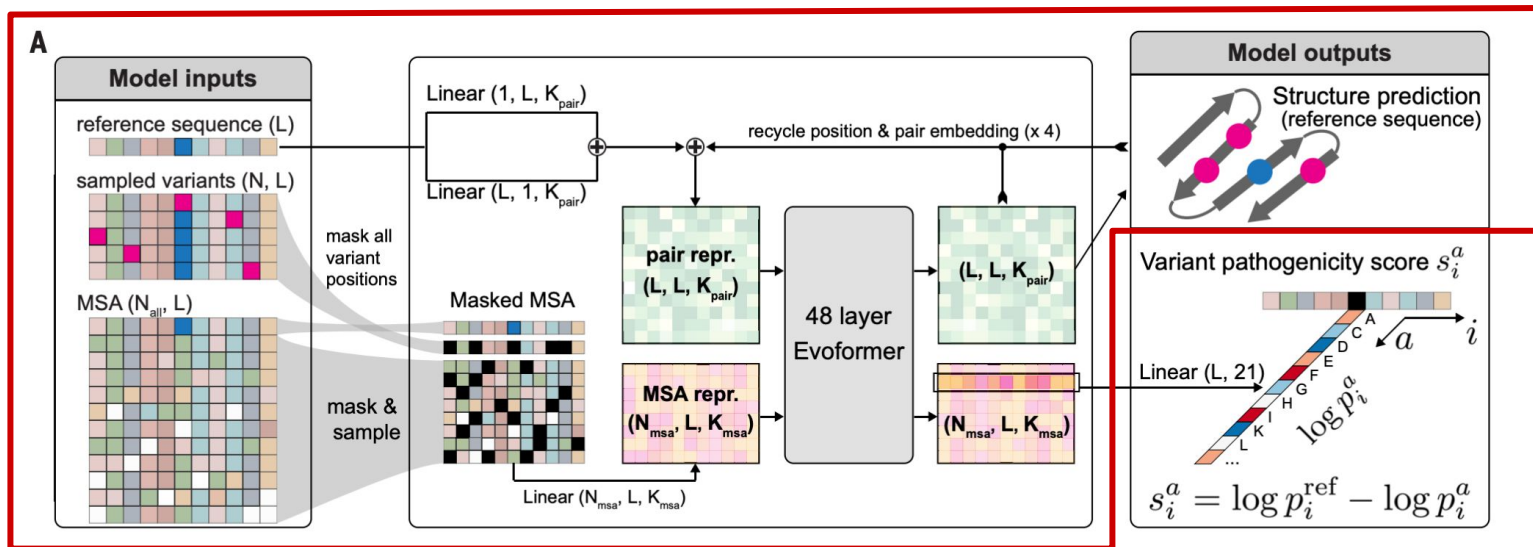 A
Model inputs
reference sequence (L)
sampled variants (N, L)
MSA (N_all, L)
mask all
variant
positions
mask &
sample
Linear (1, L, K_pair)
Linear (L, 1, K_pair)
recycle position & pair embedding (x 4)
Masked MSA
Linear (N_msa, L, K_msa)
pair repr.
(L, L, K_pair)
MSA repr.
(N_msa, L, K_msa)
48 layer
Evoformer
(L, L, K_pair)
(N_msa, L, K_msa)
Linear (L, 21)
Model outputs
Structure prediction
(reference sequence)
Variant pathogenicity score s_i^a
A
C
D
E
F
G
H
I
K
L
...
a
i
log p_i^a
s_i^a = log p_i^ref − log p_i^a